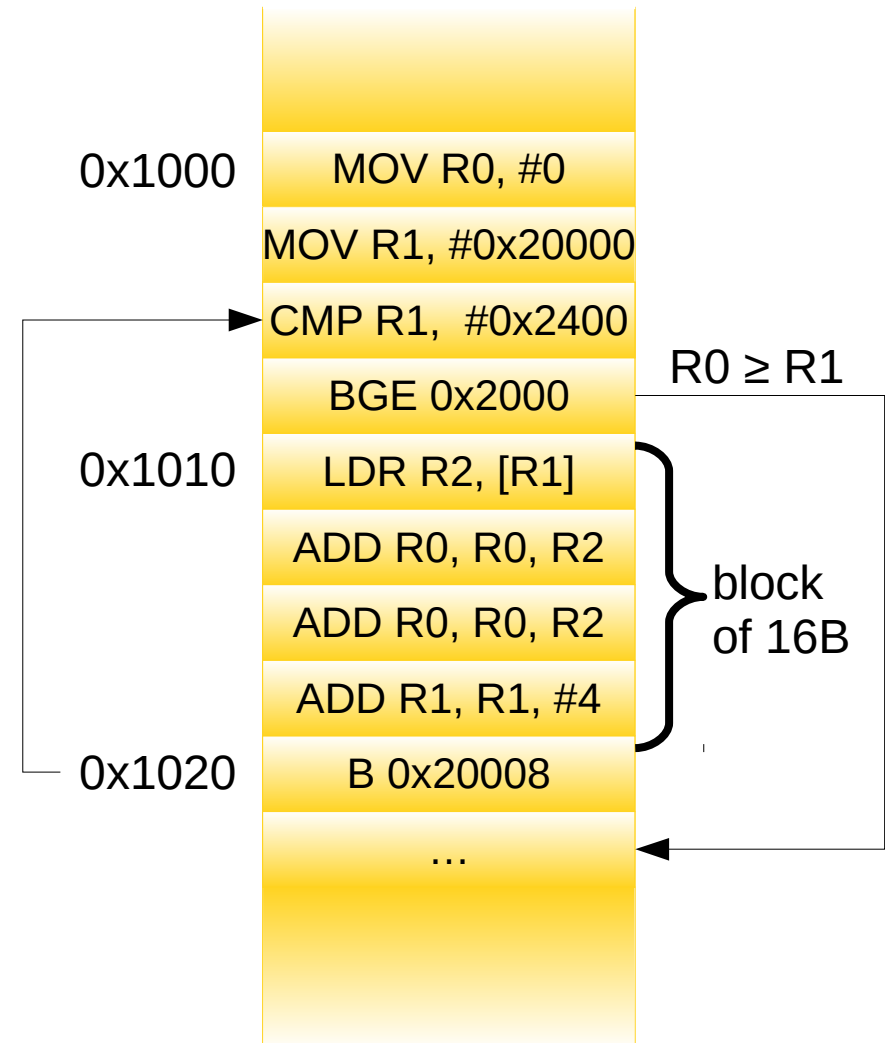 0x1000
MOV R0, #0
MOV R1, #0x20000
CMP R1, #0x2400
R0 ≥ R1
BGE 0x2000
0x1010
LDR R2, [R1]
ADD R0, R0, R2
block
of 16B
ADD R0, R0, R2
ADD R1, R1, #4
0x1020
B 0x20008
...